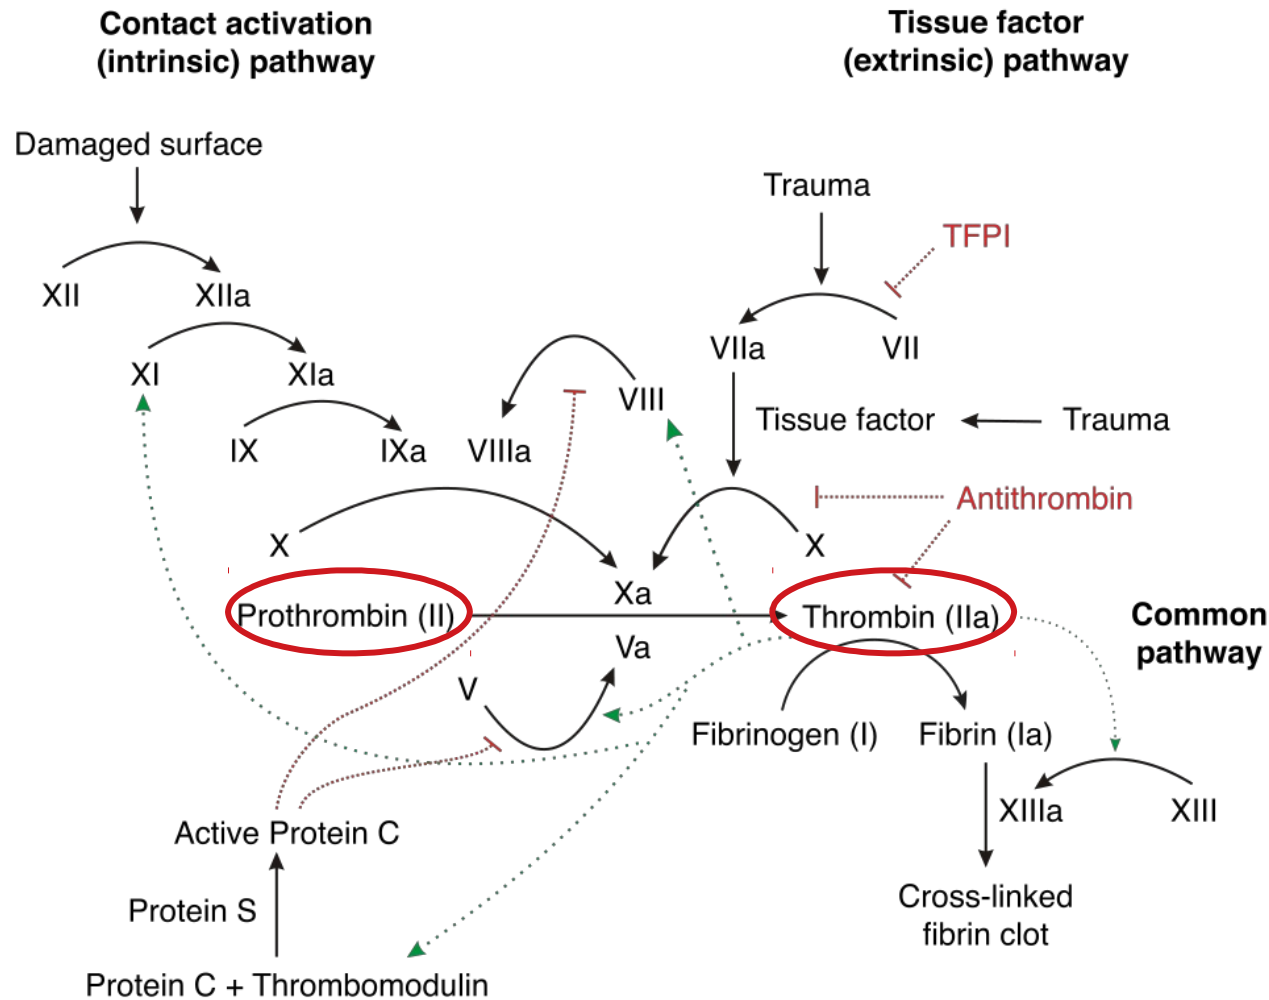 Contact activation
(intrinsic) pathway
Tissue factor
(extrinsic) pathway
Damaged surface
Trauma
TFPI
XII
XIIa
VIIa
VII
XI
XIa
VIII
Tissue factor
Trauma
IX
IXa
VIIIa
Antithrombin
X
X
Xa
Prothrombin (II)
Thrombin (IIa)
Common
pathway
Va
V
Fibrinogen (I)
Fibrin (Ia)
XIIIa
XIII
Active Protein C
Cross-linked
fibrin clot
Protein S
Protein C + Thrombomodulin